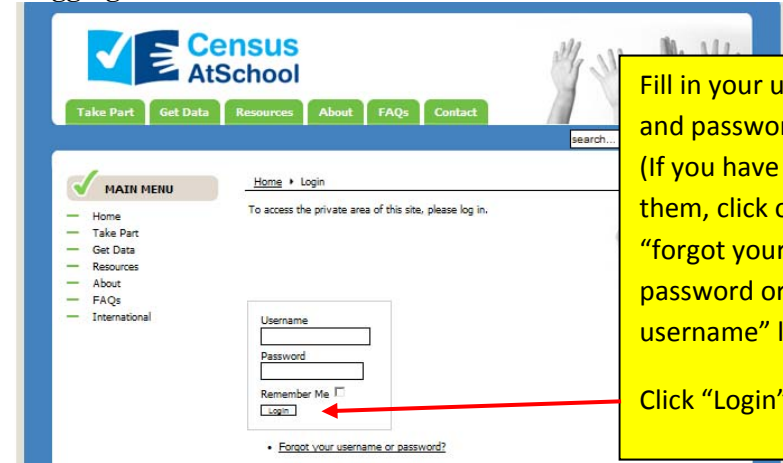 Census
AtSchool
Take Part Get Data Resources About FAQs Contact
search...
MAIN MENU
Home
Take Part
Get Data
Resources
About
FAQs
International
Home Login
To access the private area of this site, please log in.
Username
Password
Remember Me
Login
• Forgot your username or password?
Fill in your u
and passwor
(If you have
them, click o
“forgot your
password or
username” l
Click “Login”